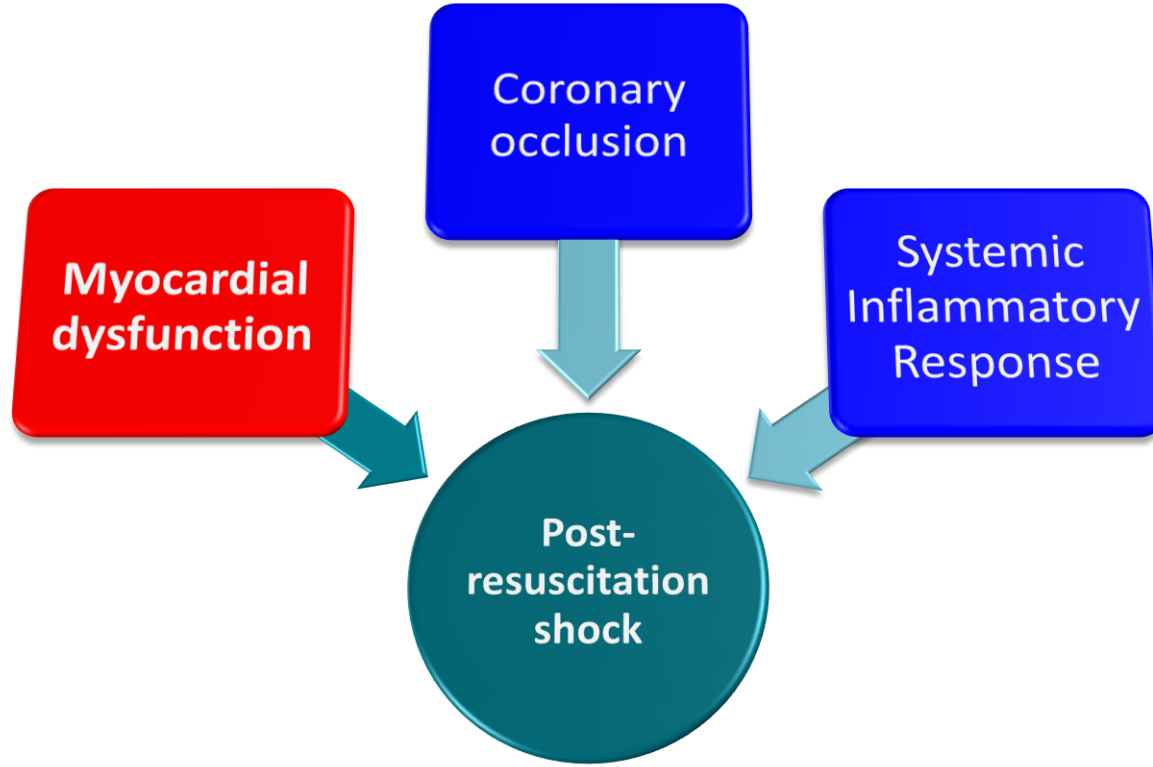 Coronary
occlusion
Myocardial
dysfunction
Systemic
Inflammatory
Response
Post-
resuscitation
shock